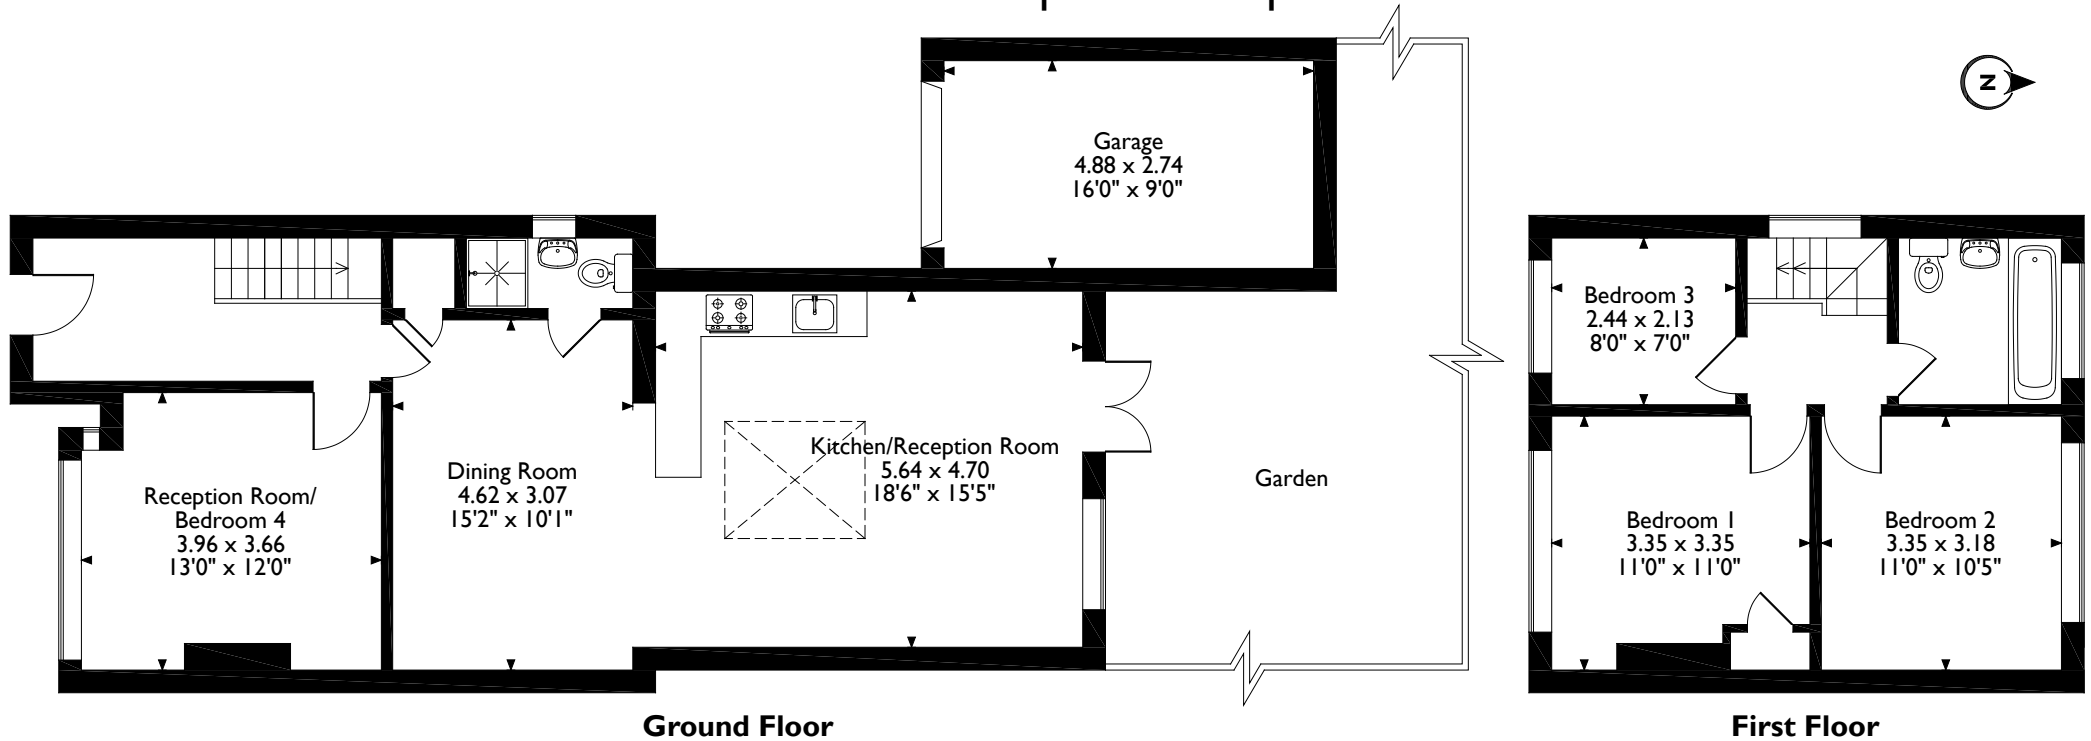 Garage
4.88 x 2.74
16'0" x 9'0"
N
Bedroom 3
2.44 x 2.13
8'0" x 7'0"
Kitchen/Reception Room
5.64 x 4.70
18'6" x 15'5"
Dining Room
4.62 x 3.07
15'2" x 10'1"
Garden
Reception Room/
Bedroom 4
3.96 x 3.66
13'0" x 12'0"
Bedroom 1
3.35 x 3.35
11'0" x 11'0"
Bedroom 2
3.35 x 3.18
11'0" x 10'5"
Ground Floor
First Floor